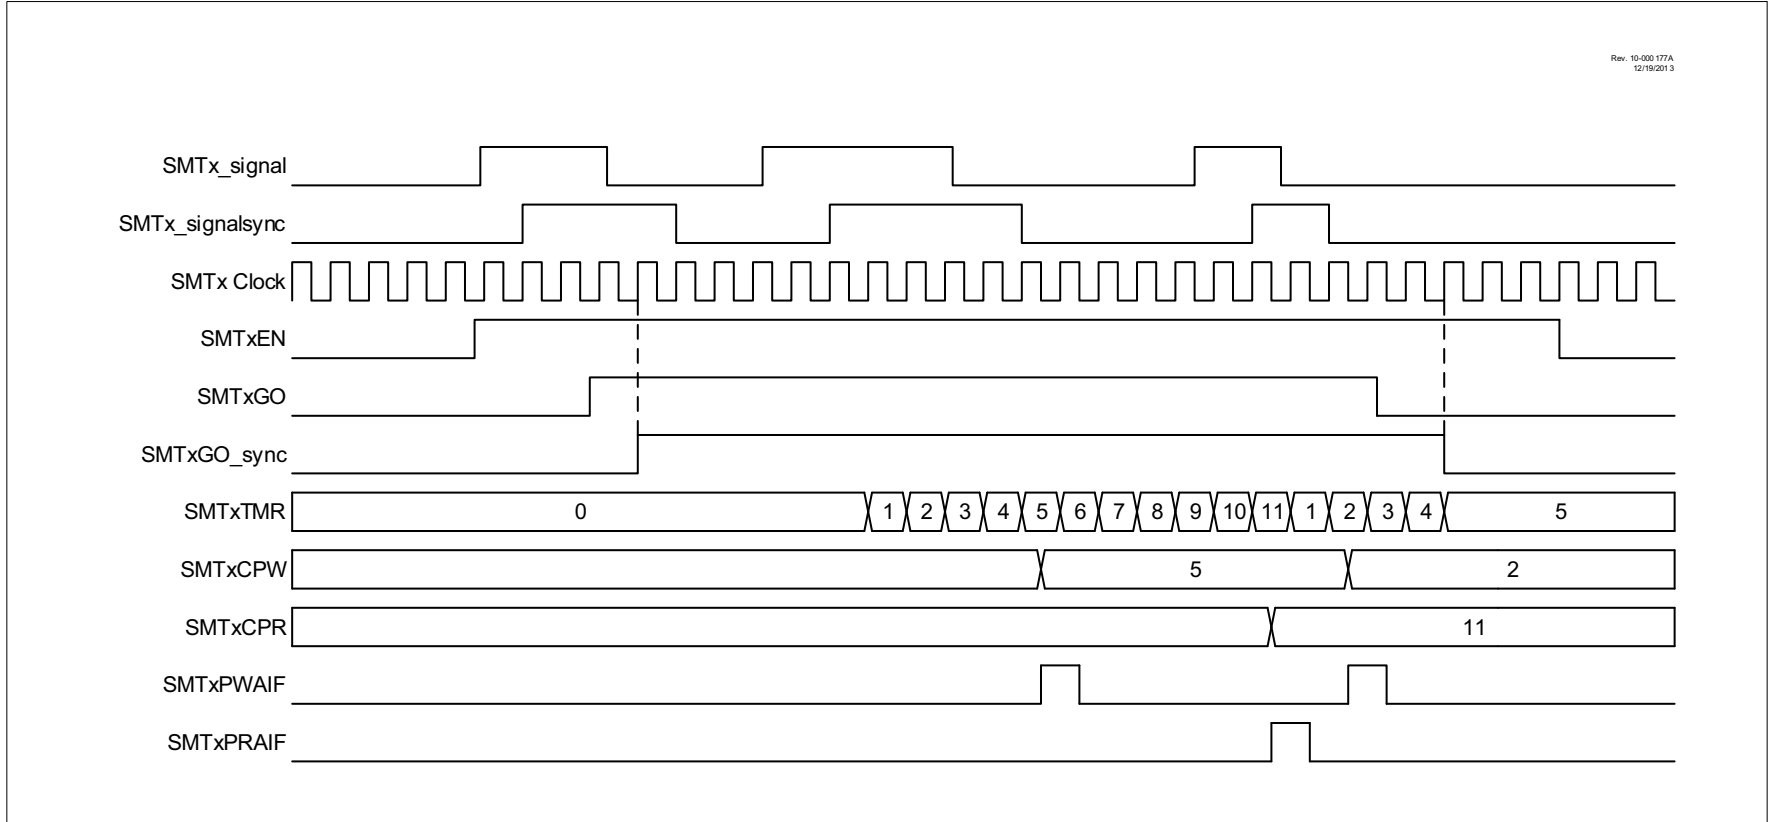 Rev. 10-000 177A
12/19/201 3
SMTx_signal
SMTx_signalsync
SMTx Clock
SMTxEN
SMTxGO
SMTxGO_sync
SMTxTMR 0 1 2 3 4 5 6 7 8 9 10 11 1 2 3 4 5
SMTxCPW 5 2
SMTxCPR 11
SMTxPWAIF
SMTxPRAIF